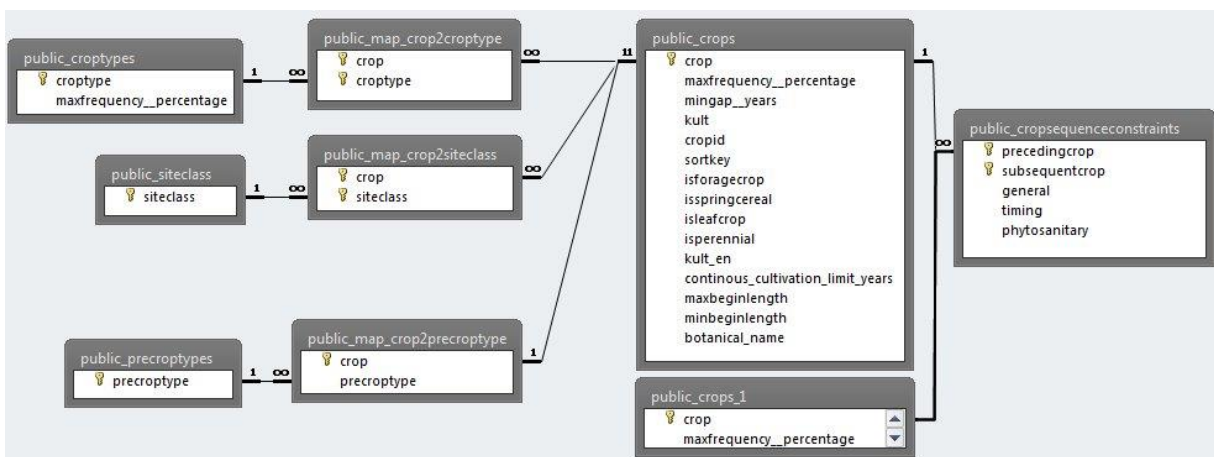 public_croptypes
croptype
maxfrequency__percentage
1 ∞
public_map_crop2croptype
crop
croptype
∞ 11
public_siteclass
siteclass
1 ∞
public_map_crop2siteclass
crop
siteclass
∞
public_precroptypes
precroptype
1 ∞
public_map_crop2precroptype
crop
precroptype
1
public_crops
crop
maxfrequency__percentage
mingap__years
kult
cropid
sortkey
isforagecrop
isspringcereal
isleafcrop
isperennial
kult_en
continous_cultivation_limit_years
maxbeginlength
minbeginlength
botanical_name
1
∞
public_crops_1
crop
maxfrequency__percentage
public_cropsequenceconstraints
precedingcrop
subsequentcrop
general
timing
phytosanitary